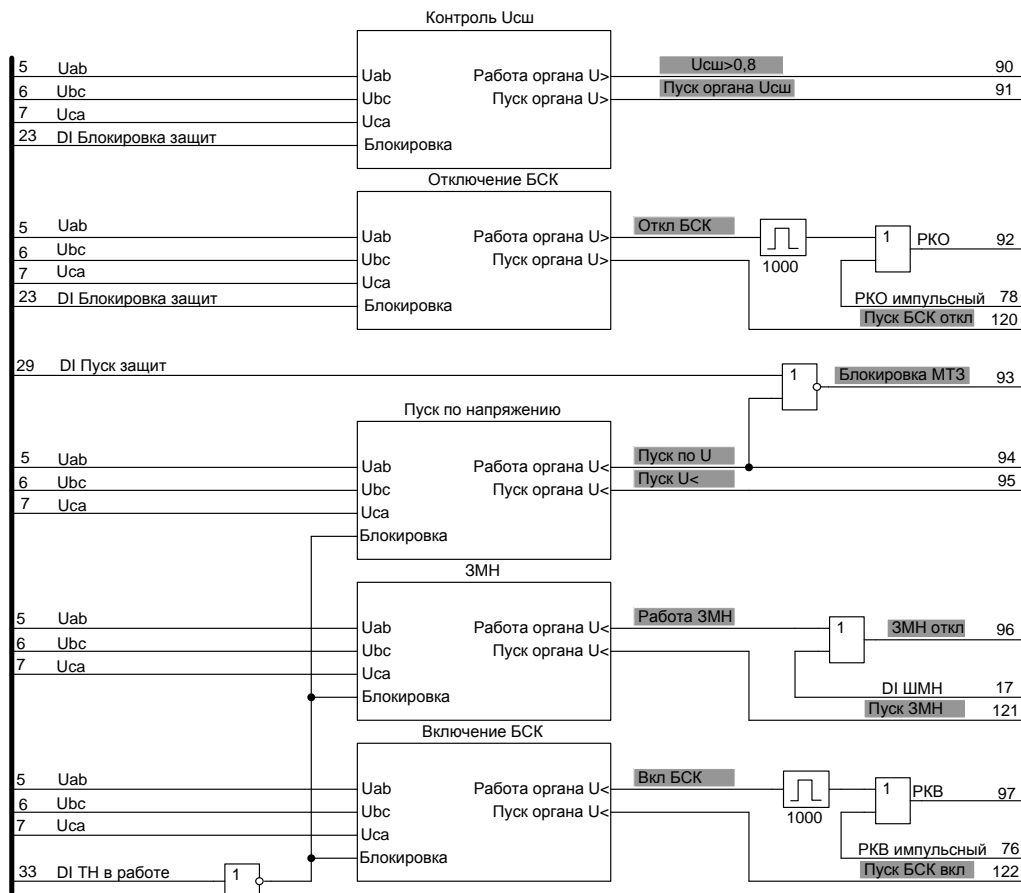 Контроль Uсш
5 Uab
6 Ubc
7 Uca
23 DI Блокировка защит
Uab Работа органа U>
Ubc Пуск органа U>
Uca
Блокировка
Uсш>0,8 90
Пуск органа Uсш 91
Отключение БСК
5 Uab
6 Ubc
7 Uca
23 DI Блокировка защит
Uab Работа органа U>
Ubc Пуск органа U>
Uca
Блокировка
Откл БСК
1000
1 РКО 92
РКО импульсный 78
Пуск БСК откл 120
29 DI Пуск защит
1 Блокировка МТЗ 93
Пуск по напряжению
5 Uab
6 Ubc
7 Uca
Uab Работа органа U<
Ubc Пуск органа U<
Uca
Блокировка
Пуск по U 94
Пуск U< 95
ЗМН
5 Uab
6 Ubc
7 Uca
Uab Работа органа U<
Ubc Пуск органа U<
Uca
Блокировка
Работа ЗМН
1 ЗМН откл 96
DI ШМН 17
Пуск ЗМН 121
Включение БСК
5 Uab
6 Ubc
7 Uca
33 DI ТН в работе 1
Uab Работа органа U<
Ubc Пуск органа U<
Uca
Блокировка
Вкл БСК
1000
1 РКВ 97
РКВ импульсный 76
Пуск БСК вкл 122